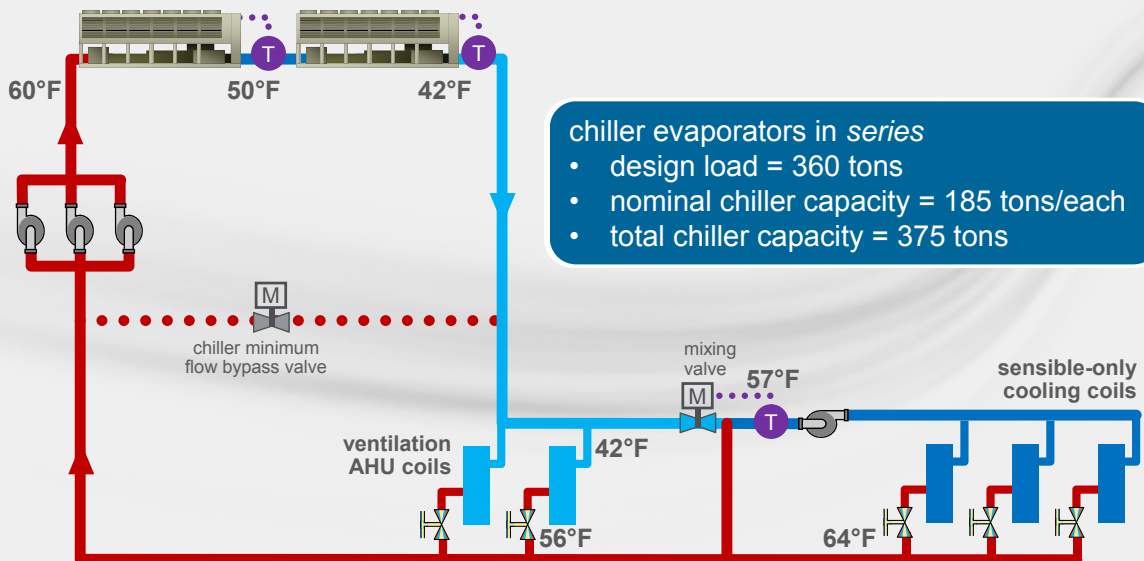 T
T
60°F
50°F
42°F
chiller evaporators in series
• design load = 360 tons
• nominal chiller capacity = 185 tons/each
• total chiller capacity = 375 tons
M
chiller minimum
flow bypass valve
mixing
valve
57°F
M
T
sensible-only
cooling coils
ventilation
AHU coils
42°F
56°F
64°F